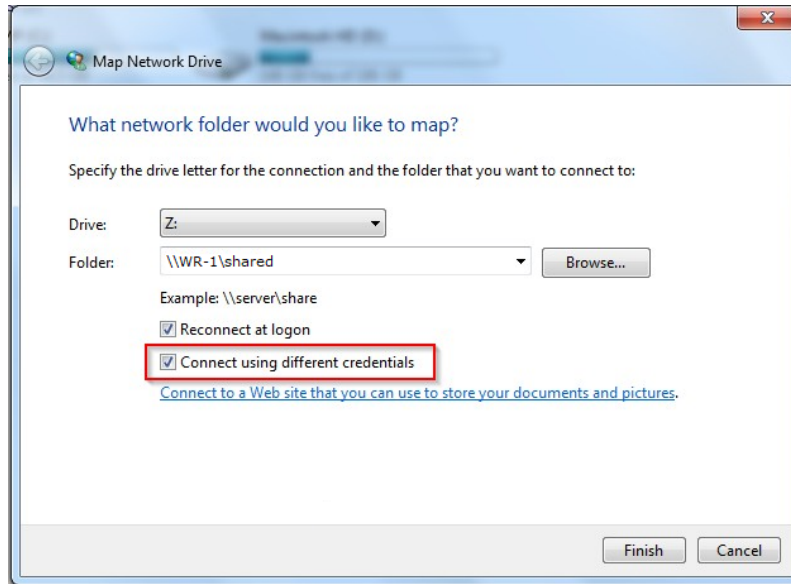 Map Network Drive
What network folder would you like to map?
Specify the drive letter for the connection and the folder that you want to connect to:
Drive: Z:
Folder: \\WR-1\shared Browse...
Example: \\server\share
Reconnect at logon
Connect using different credentials
Connect to a Web site that you can use to store your documents and pictures.
Finish Cancel